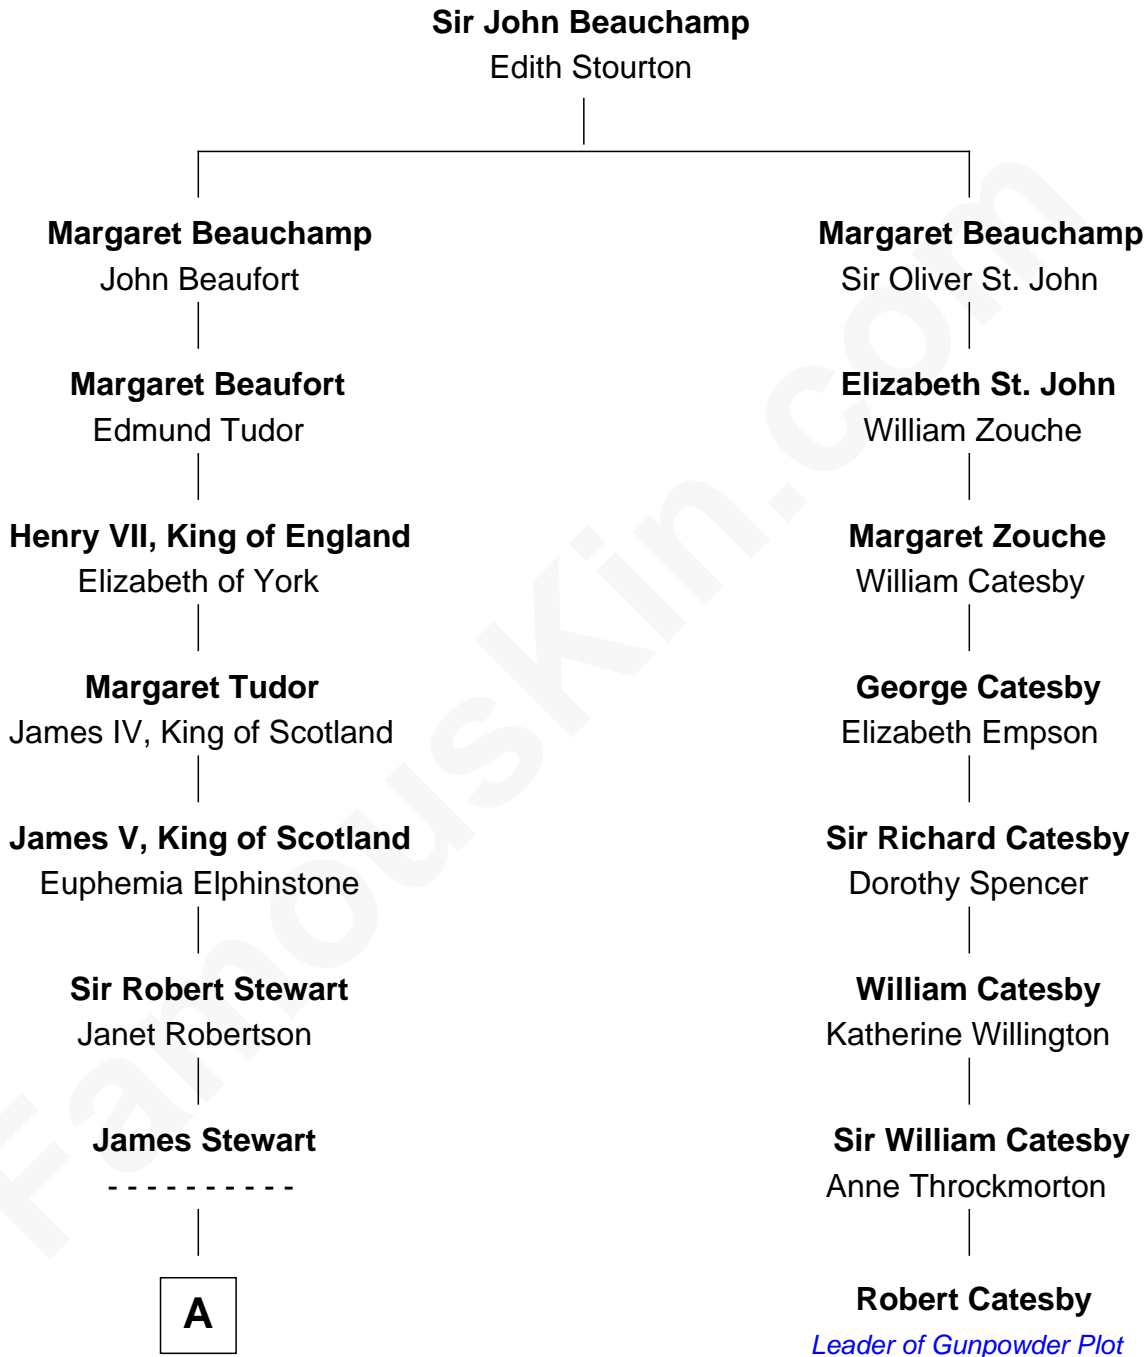 Sir John Beauchamp
Edith Stourton
Margaret Beauchamp
John Beaufort
Margaret Beaufort
Edmund Tudor
Henry VII, King of England
Elizabeth of York
Margaret Tudor
James IV, King of Scotland
James V, King of Scotland
Euphemia Elphinstone
Sir Robert Stewart
Janet Robertson
James Stewart
- - - - - - - - - -
A
Margaret Beauchamp
Sir Oliver St. John
Elizabeth St. John
William Zouche
Margaret Zouche
William Catesby
George Catesby
Elizabeth Empson
Sir Richard Catesby
Dorothy Spencer
William Catesby
Katherine Willington
Sir William Catesby
Anne Throckmorton
Robert Catesby
Leader of Gunpowder Plot
FamousKin.com